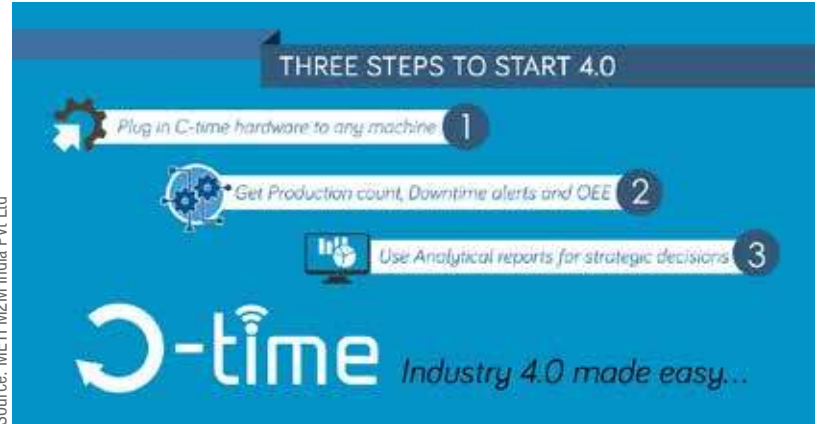 THREE STEPS TO START 4.0
Plug in C-time hardware to any machine 1
Get Production count, Downtime alerts and OEE 2
Use Analytical reports for strategic decisions 3
C-time Industry 4.0 made easy...
M2M India Pvt Ltd